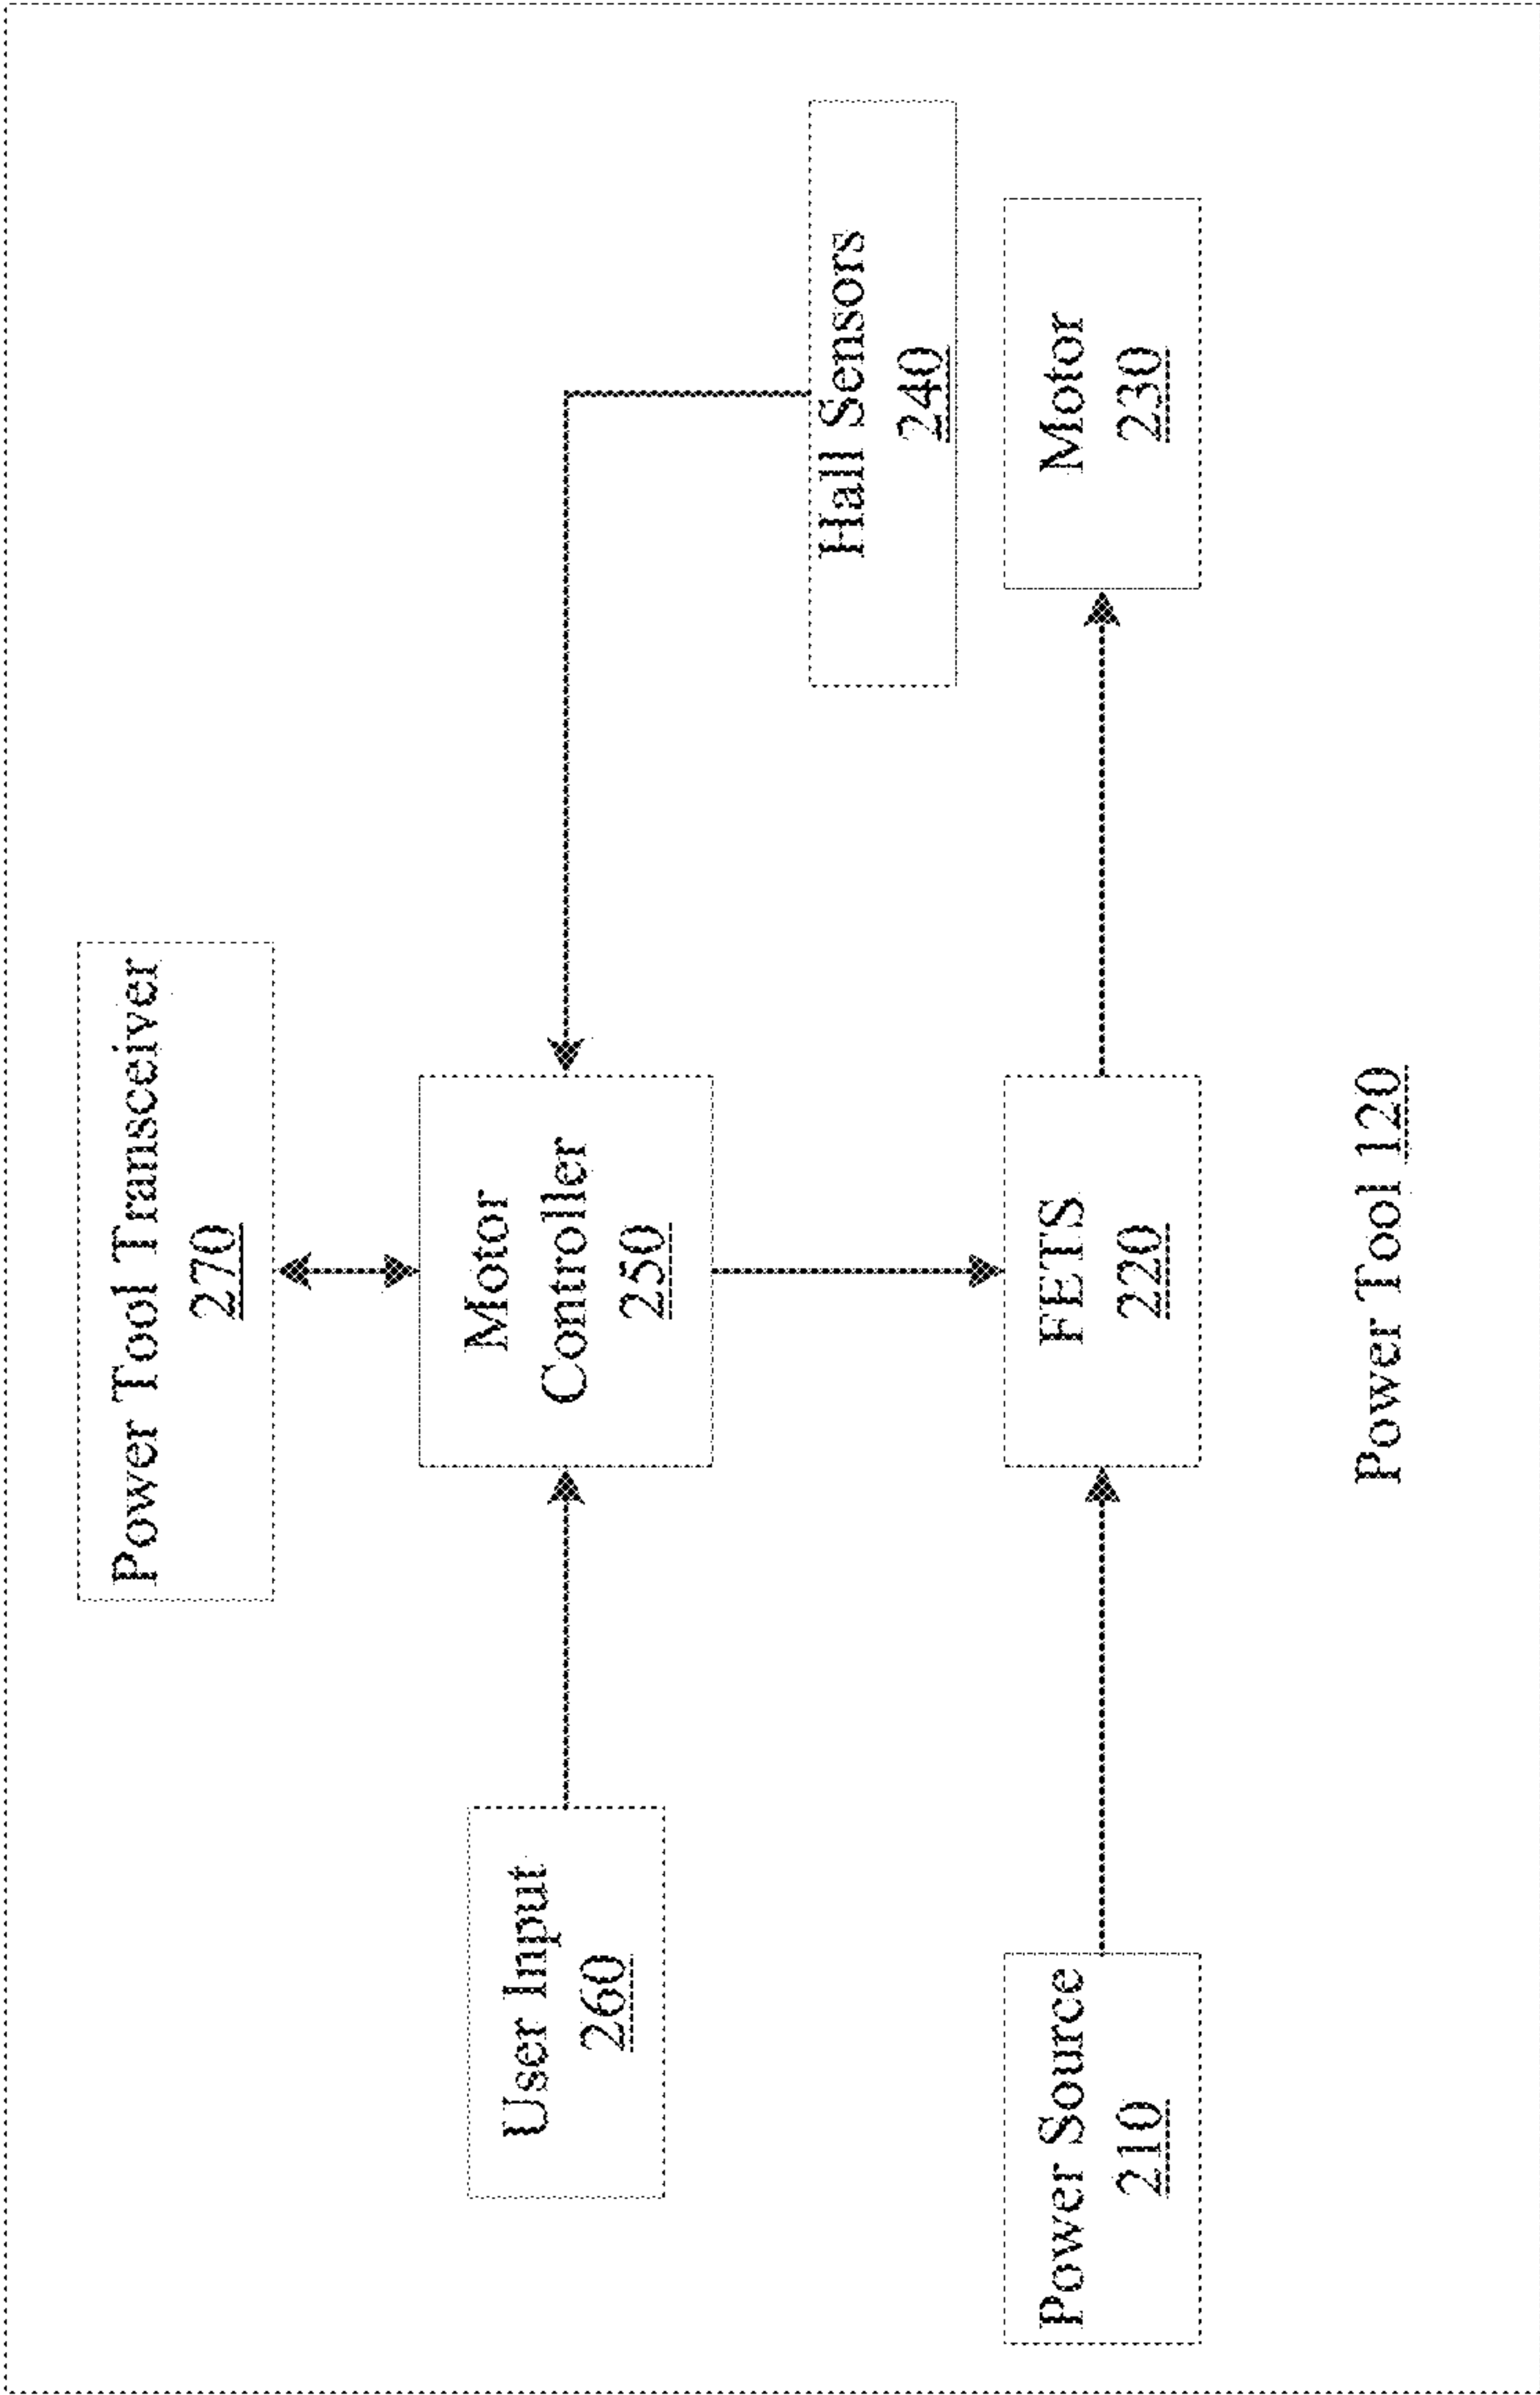 Power Tool Transceiver
270
User Input
260
Motor
Controller
250
Hall Sensors
240
Power Source
210
FETS
220
Motor
230
Power Tool 120